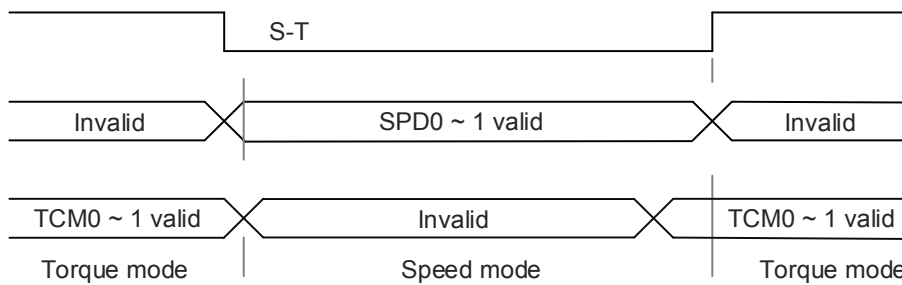 S-T
Invalid SPD0 ~ 1 valid Invalid
TCM0 ~ 1 valid Invalid TCM0 ~ 1 valid
Torque mode Speed mode Torque mode